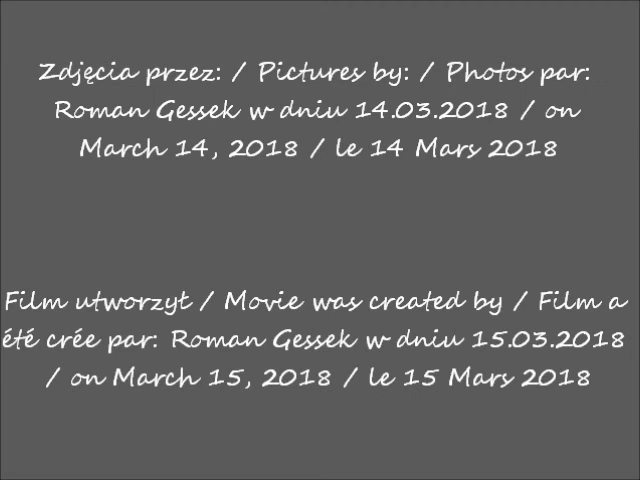 Zdjęcia przez: / Pictures by: / Photos par:
Roman Gessek w dniu 14.03.2018 / on
March 14, 2018 / le 14 Mars 2018
Film utworzył / Movie was created by / Film a
été crée par: Roman Gessek w dniu 15.03.2018
/ on March 15, 2018 / le 15 Mars 2018